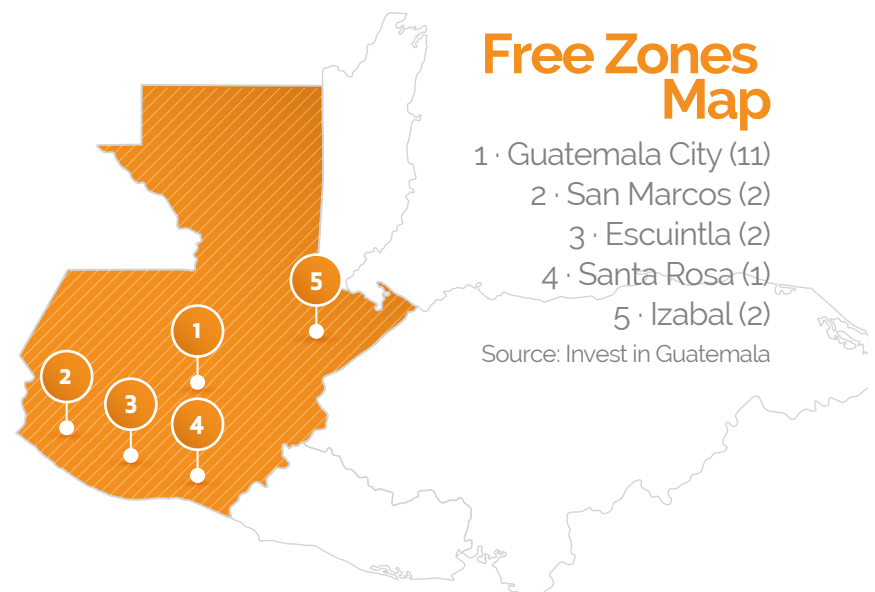 Free Zones
Map
1 · Guatemala City (11)
2 · San Marcos (2)
3 · Escuintla (2)
4 · Santa Rosa (1)
5 · Izabal (2)
Source: Invest in Guatemala
5
1
2
3
4